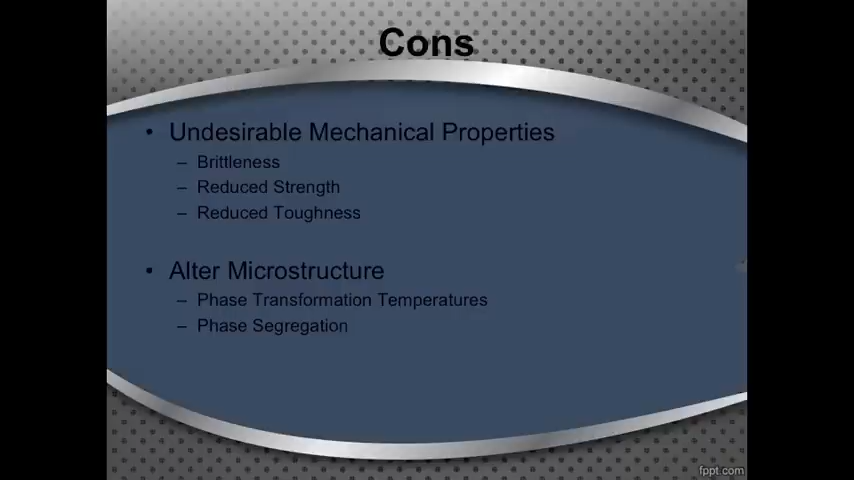 Cons
• Undesirable Mechanical Properties
– Brittleness
– Reduced Strength
– Reduced Toughness
• Alter Microstructure
– Phase Transformation Temperatures
– Phase Segregation
fppt.com